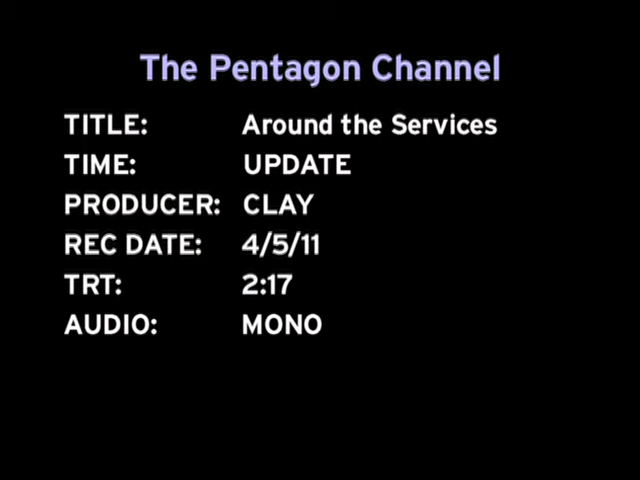 The Pentagon Channel
TITLE: Around the Services
TIME: UPDATE
PRODUCER: CLAY
REC DATE: 4/5/11
TRT: 2:17
AUDIO: MONO